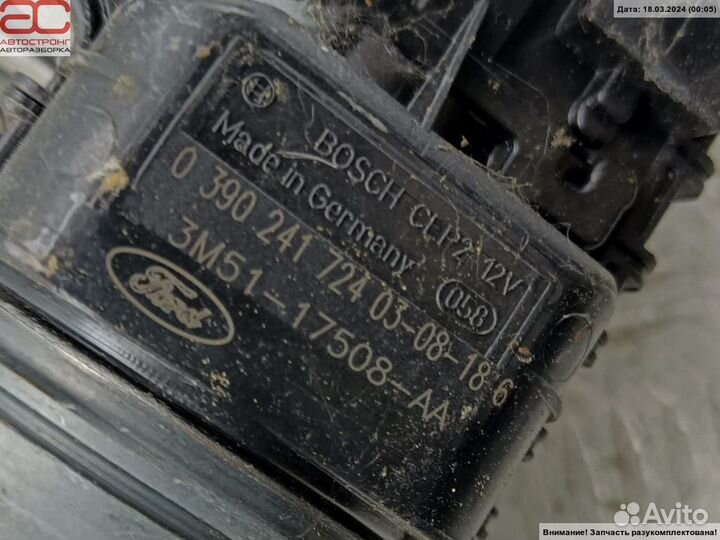 ac
АВТОСТРОНГ
АВТОРАЗБОРКА
Дата: 18.03.2024 (00:05)
BOSCH CLP2 12V
Made in Germany
058
0 390 241 724 03-08-18 6
3M51-17508-AA
Ford
Avito
Внимание! Запчасть разукомплектована!